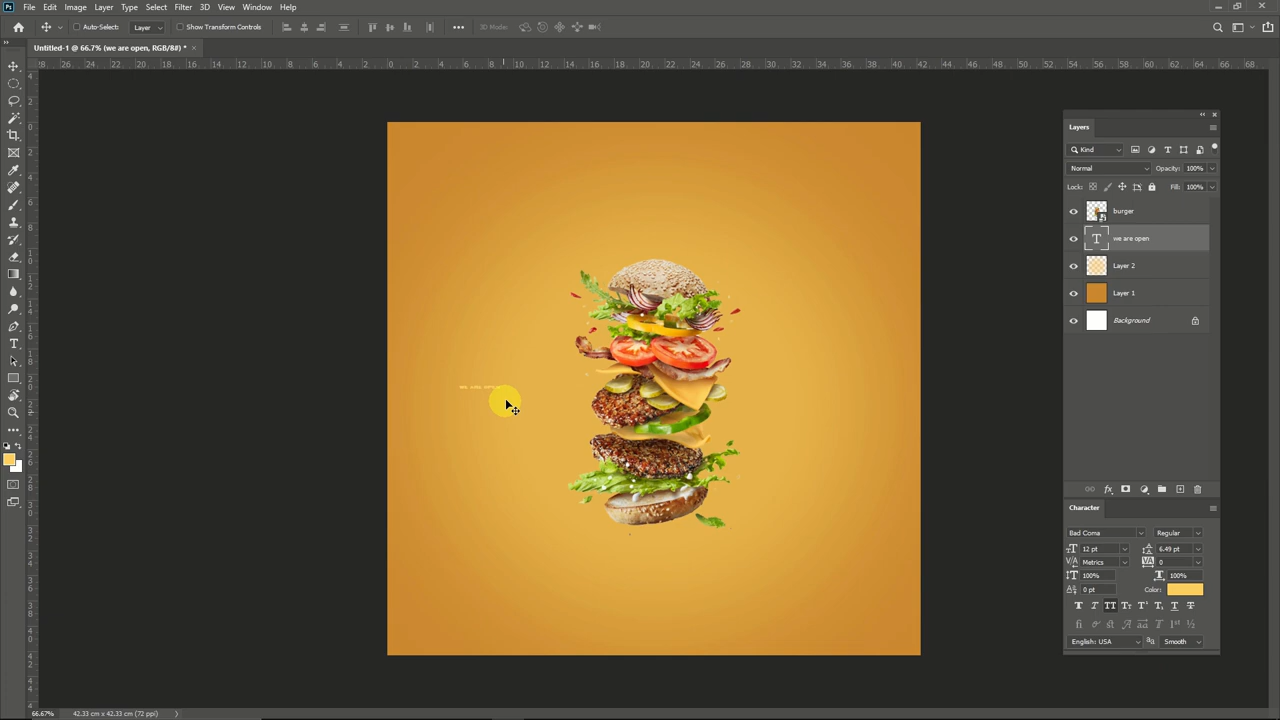 File Edit Image Layer Type Select Filter 3D View Window Help
Auto-Select: Layer Show Transform Controls 3D Mode:
Untitled-1 @ 66.7% (we are open, RGB/8#) *
Layers
Kind
Normal Opacity: 100%
Lock: Fill: 100%
burger
we are open
Layer 2
Layer 1
Background
Character
Bad Coma Regular
12 pt 6.49 pt
Metrics 0
100% 100%
0 pt Color:
English: USA aa Smooth
66.67% 42.33 cm x 42.33 cm (72 ppi)